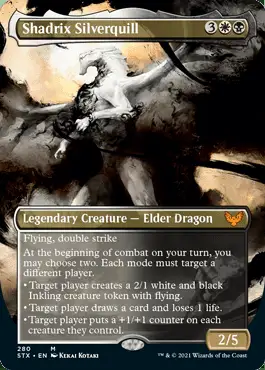 Shadrix Silverquill 3
Legendary Creature — Elder Dragon
Flying, double strike
At the beginning of combat on your turn, you
may choose two. Each mode must target a
different player.
• Target player creates a 2/1 white and black
Inkling creature token with flying.
• Target player draws a card and loses 1 life.
• Target player puts a +1/+1 counter on each
creature they control.
2/5
280 M
STX • EN KEKAI KOTAKI
™ & © 2021 Wizards of the Coast